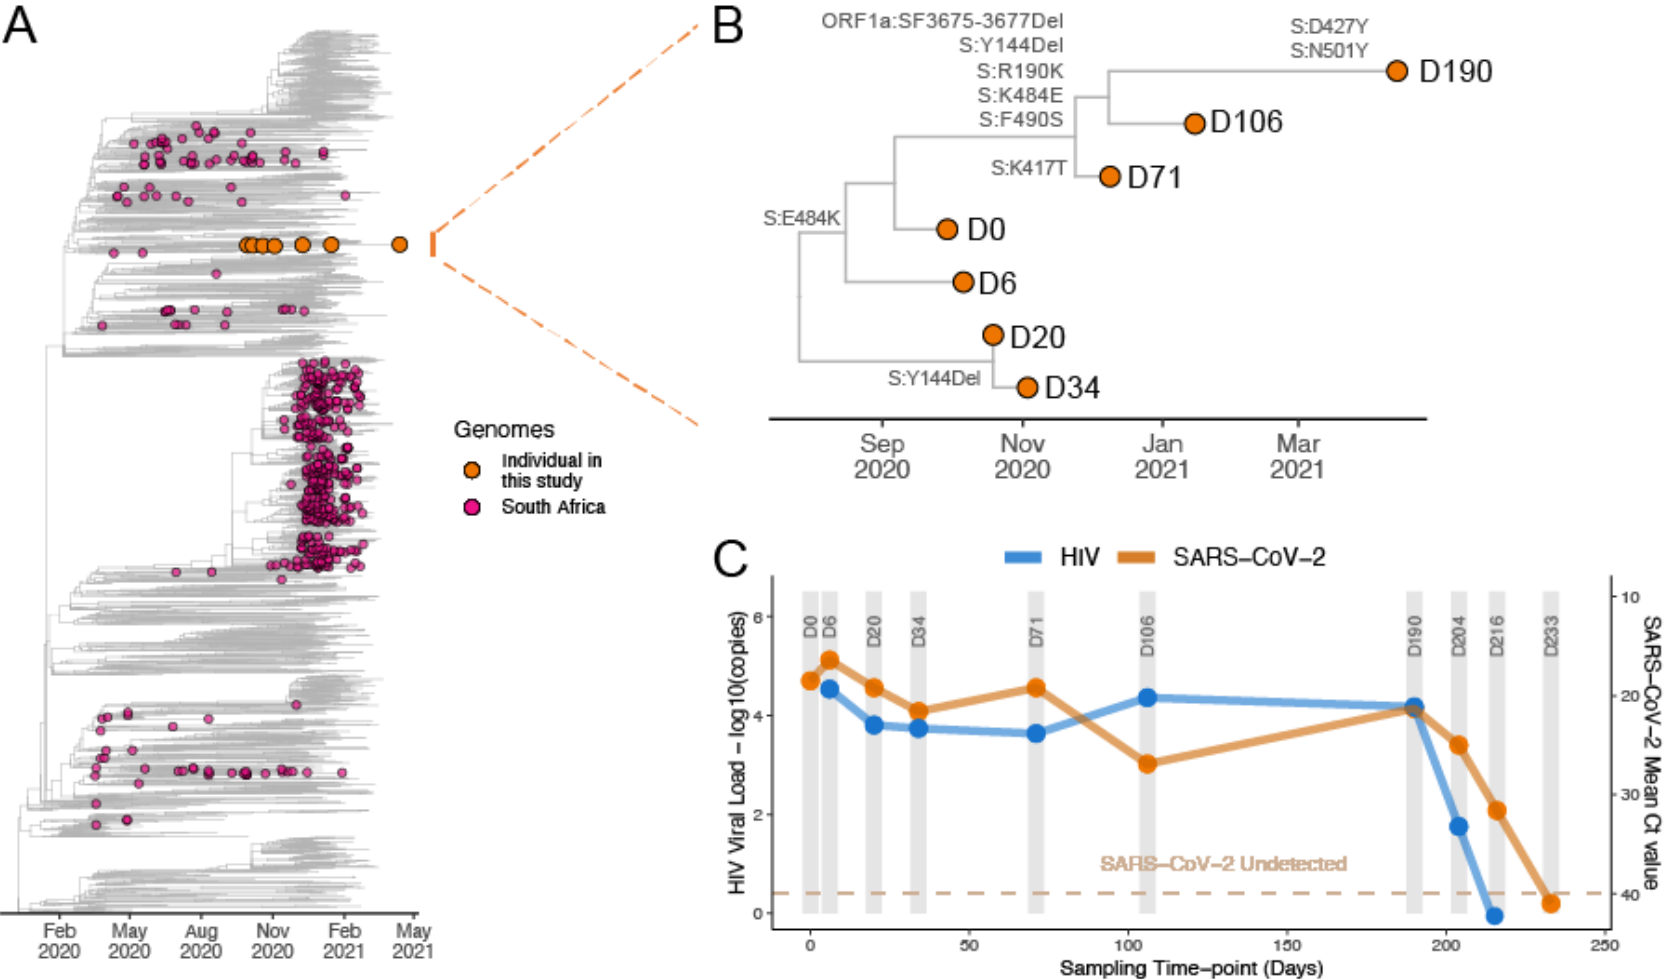 A
Feb 2020
May 2020
Aug 2020
Nov 2020
Feb 2021
May 2021
Genomes
Individual in
this study
South Africa
B
ORF1a:SF3675-3677Del
S:Y144Del
S:R190K
S:K484E
S:F490S
S:D427Y
S:N501Y
D190
D106
S:K417T
D71
S:E484K
D0
D6
D20
S:Y144Del
D34
Sep 2020
Nov 2020
Jan 2021
Mar 2021
C
HIV
SARS-CoV-2
HIV Viral Load - log10(copies)
6
4
2
0
D0
D6
D20
D34
D71
D106
D190
D204
D216
D233
SARS-CoV-2 Undetected
10
20
30
40
SARS-CoV-2 Mean Ct value
0
50
100
150
200
250
Sampling Time-point (Days)